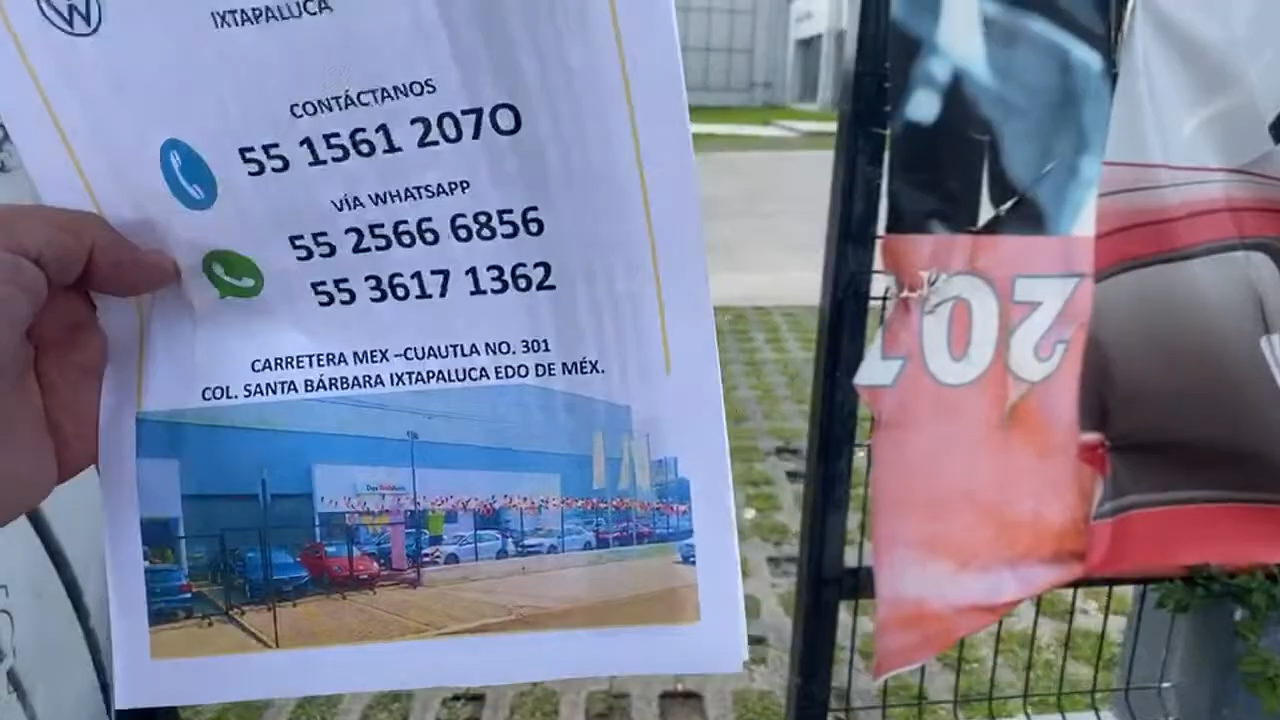 IXTAPALUCA
CONTÁCTANOS
55 1561 2070
VÍA WHATSAPP
55 2566 6856
55 3617 1362
CARRETERA MEX –CUAUTLA NO. 301
COL. SANTA BÁRBARA IXTAPALUCA EDO DE MÉX.
207